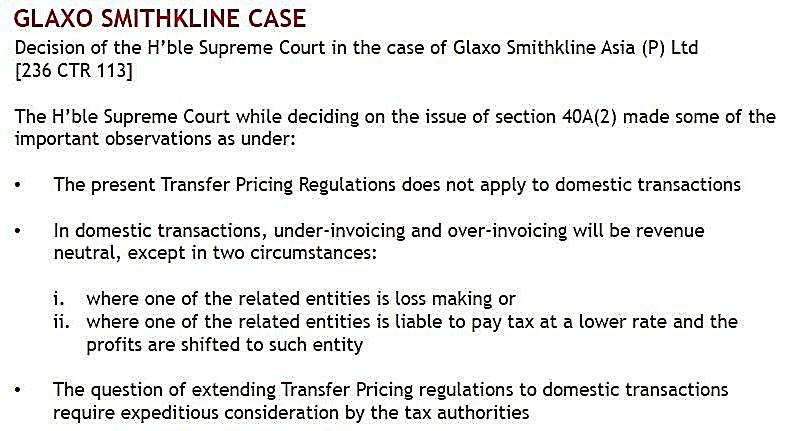 GLAXO SMITHKLINE CASE
Decision of the H'ble Supreme Court in the case of Glaxo Smithkline Asia (P) Ltd
[236 CTR 113]
The H'ble Supreme Court while deciding on the issue of section 40A(2) made some of the
important observations as under:
• The present Transfer Pricing Regulations does not apply to domestic transactions
• In domestic transactions, under-invoicing and over-invoicing will be revenue
neutral, except in two circumstances:
i. where one of the related entities is loss making or
ii. where one of the related entities is liable to pay tax at a lower rate and the
profits are shifted to such entity
• The question of extending Transfer Pricing regulations to domestic transactions
require expeditious consideration by the tax authorities